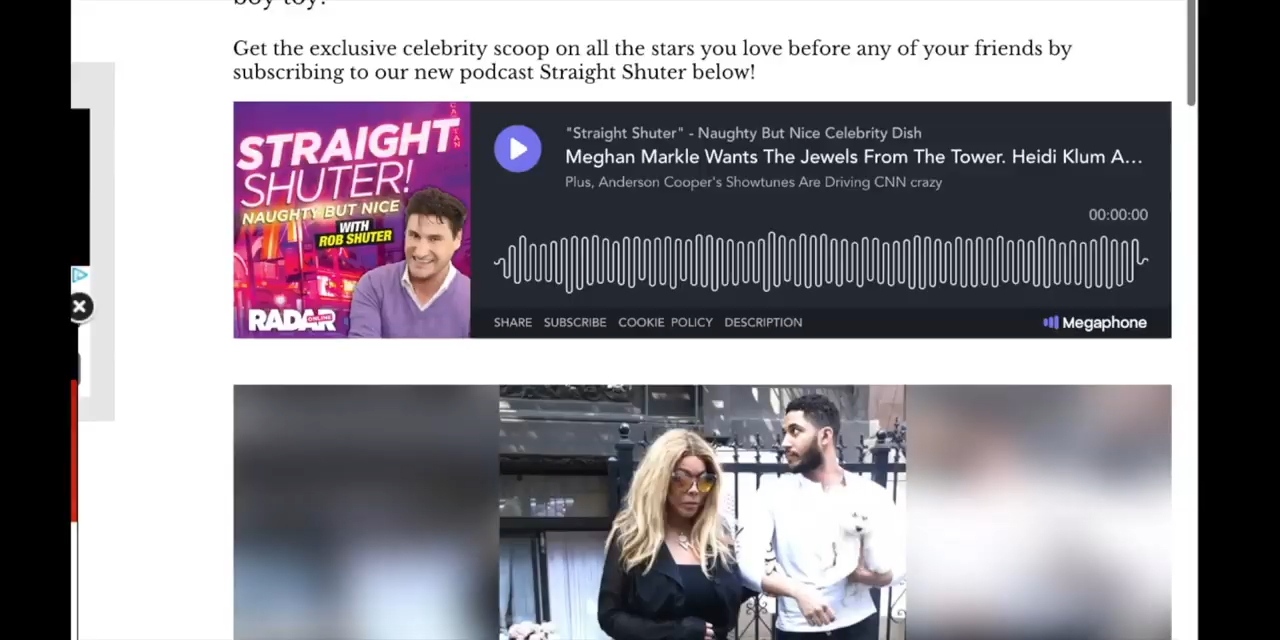 boy toy!
Get the exclusive celebrity scoop on all the stars you love before any of your friends by
subscribing to our new podcast Straight Shuter below!
STRAIGHT
SHUTER!
NAUGHTY BUT NICE
WITH
ROB SHUTER
RADAR
ONLINE
"Straight Shuter" - Naughty But Nice Celebrity Dish
Meghan Markle Wants The Jewels From The Tower. Heidi Klum A...
Plus, Anderson Cooper's Showtunes Are Driving CNN crazy
00:00:00
SHARE SUBSCRIBE COOKIE POLICY DESCRIPTION
Megaphone